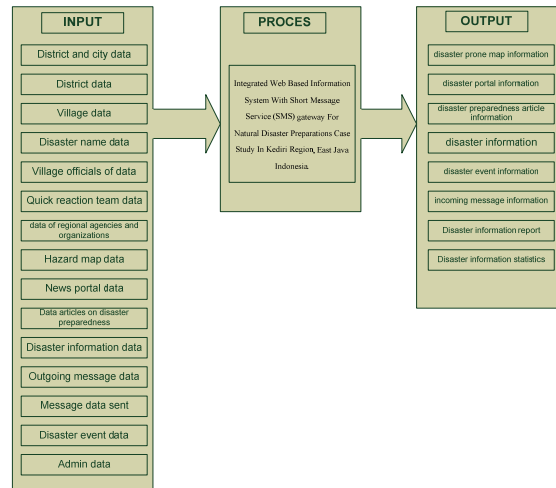 INPUT
District and city data
District data
Village data
Disaster name data
Village officials of data
Quick reaction team data
data of regional agencies and
organizations
Hazard map data
News portal data
Data articles on disaster
preparedness
Disaster information data
Outgoing message data
Message data sent
Disaster event data
Admin data
PROCES
Integrated Web Based Information
System With Short Message
Service (SMS) gateway For
Natural Disaster Preparations Case
Study In Kediri Region, East Java
Indonesia.
OUTPUT
disaster prone map information
disaster portal information
disaster preparedness article
information
disaster information
disaster event information
incoming message information
Disaster information report
Disaster information statistics